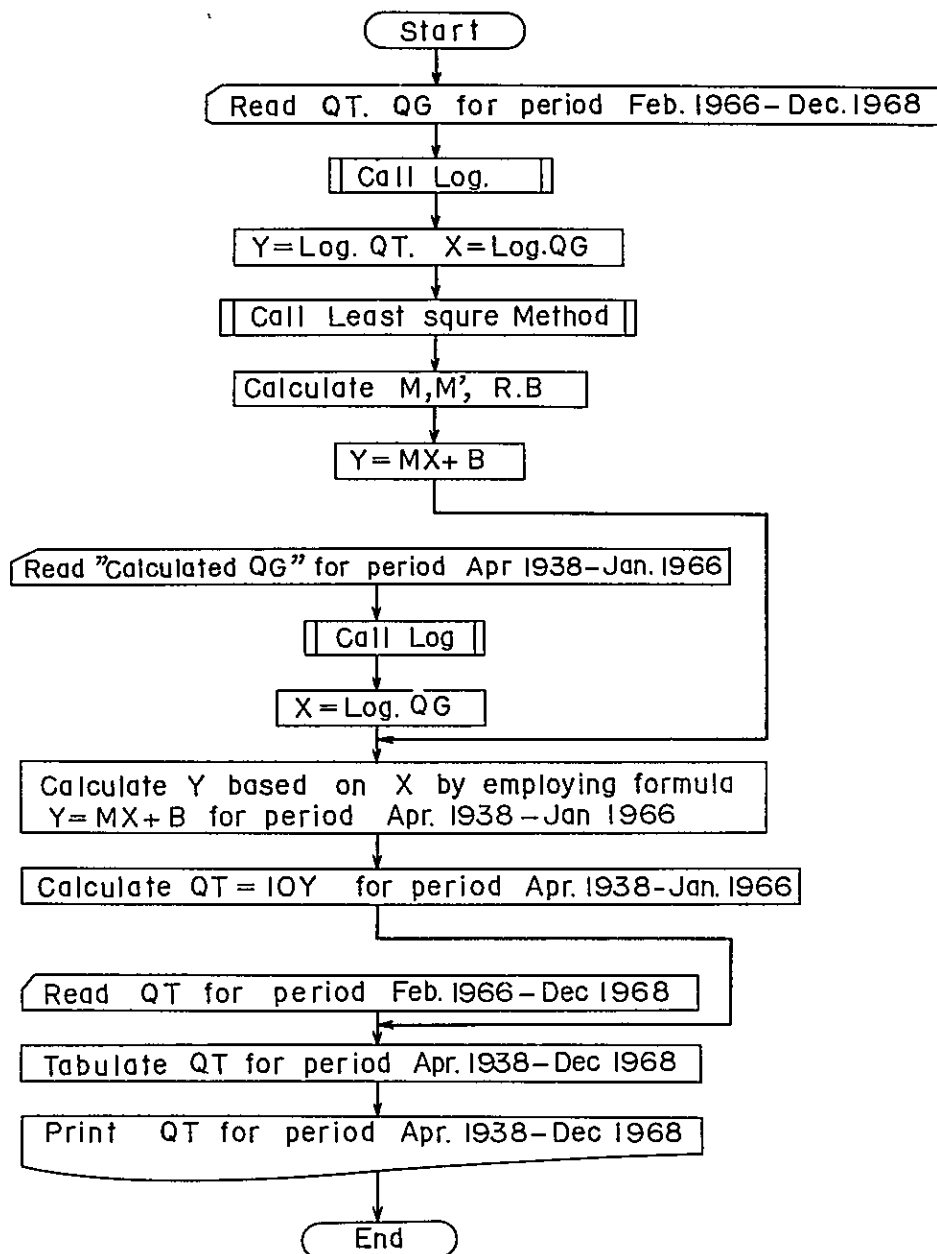 Start
Read QT. QG for period Feb. 1966-Dec. 1968
Call Log.
Y=Log. QT. X=Log.QG
Call Least squre Method
Calculate M,M', R.B
Y=MX+B
Read "Calculated QG" for period Apr 1938-Jan. 1966
Call Log
X=Log. QG
Calculate Y based on X by employing formula
Y=MX+B for period Apr. 1938-Jan 1966
Calculate QT=10Y for period Apr. 1938-Jan. 1966
Read QT for period Feb. 1966-Dec 1968
Tabulate QT for period Apr. 1938-Dec 1968
Print QT for period Apr. 1938-Dec 1968
End